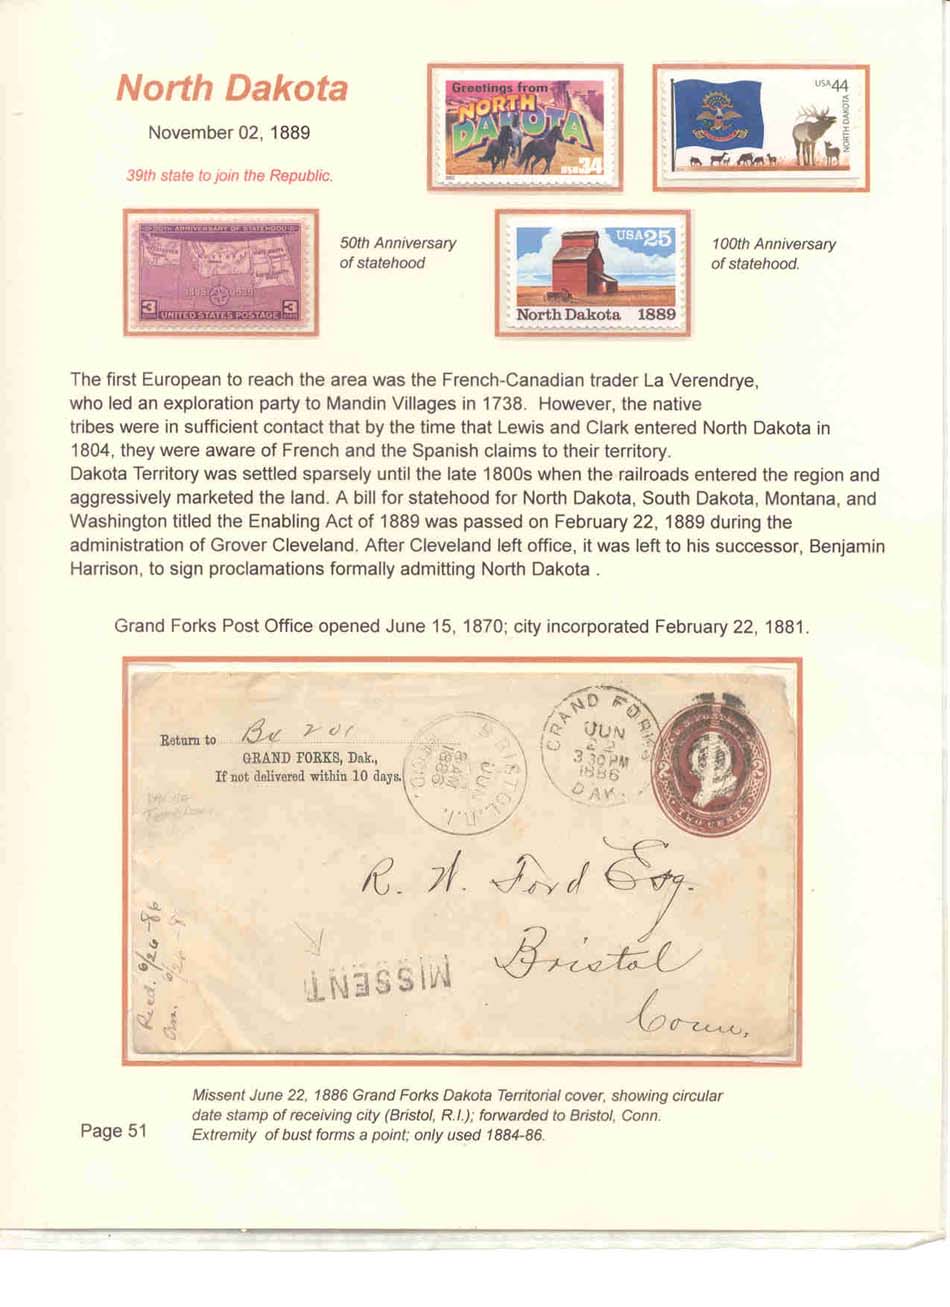 North Dakota
November 02, 1889
39th state to join the Republic.
Greetings from
NORTH
DAKOTA
USA 34
USA 44
NORTH DAKOTA
50TH ANNIVERSARY OF STATEHOOD
1889 1939
3 3
UNITED STATES POSTAGE
50th Anniversary
of statehood
USA 25
North Dakota 1889
100th Anniversary
of statehood.
The first European to reach the area was the French-Canadian trader La Verendrye,
who led an exploration party to Mandin Villages in 1738. However, the native
tribes were in sufficient contact that by the time that Lewis and Clark entered North Dakota in
1804, they were aware of French and the Spanish claims to their territory.
Dakota Territory was settled sparsely until the late 1800s when the railroads entered the region and
aggressively marketed the land. A bill for statehood for North Dakota, South Dakota, Montana, and
Washington titled the Enabling Act of 1889 was passed on February 22, 1889 during the
administration of Grover Cleveland. After Cleveland left office, it was left to his successor, Benjamin
Harrison, to sign proclamations formally admitting North Dakota .
Grand Forks Post Office opened June 15, 1870; city incorporated February 22, 1881.
Return to Bx 201
GRAND FORKS, Dak.,
If not delivered within 10 days.
BRISTOL, R.I.
JUN
8 AM
1886
REC'D.
GRAND FORKS
JUN
22
3 30 PM
1886
DAK.
TWO CENTS
R. W. Ford Esq.
Bristol
Conn.
MISSENT
Recd. 6/26-86
Ans. 6/26-8
Missent June 22, 1886 Grand Forks Dakota Territorial cover, showing circular
date stamp of receiving city (Bristol, R.I.); forwarded to Bristol, Conn.
Extremity of bust forms a point; only used 1884-86.
Page 51